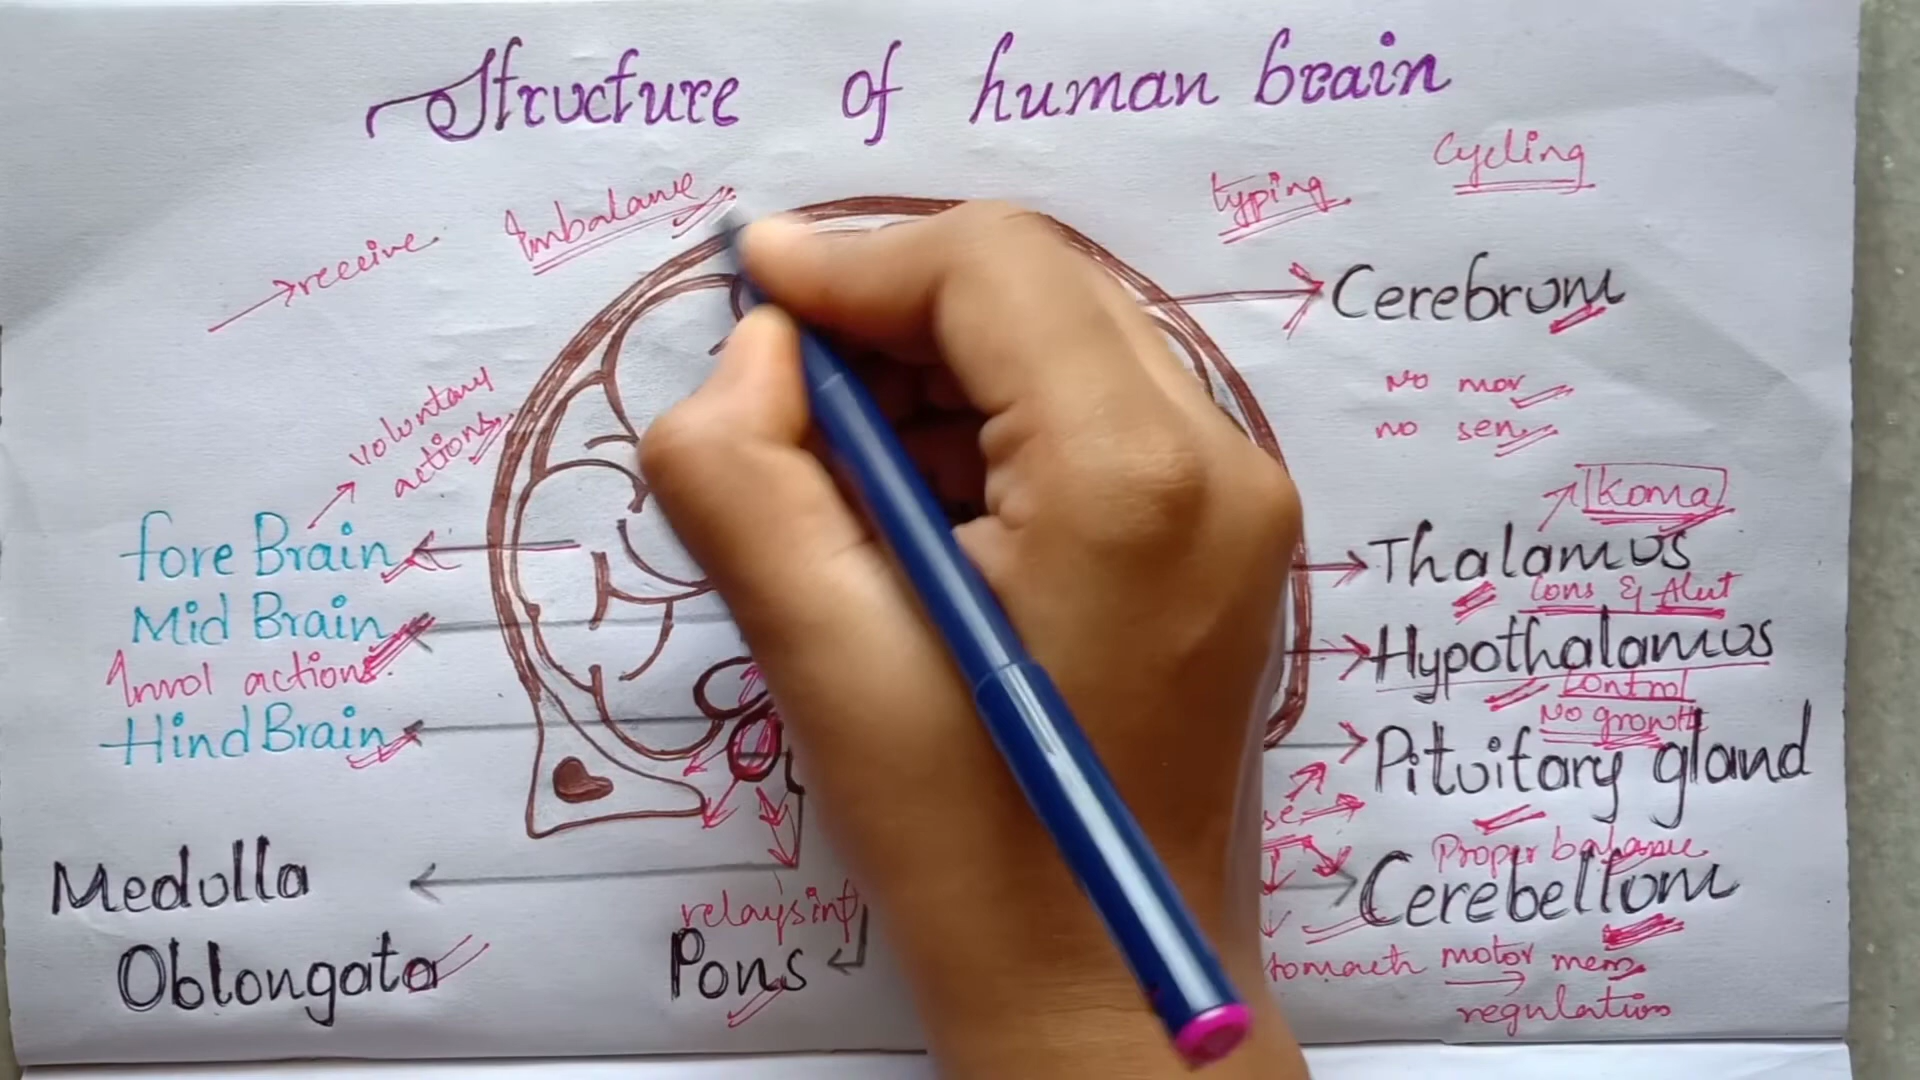 Structure of human brain
Cycling
typing
Imbalance
receive
Cerebrum
No mov
no sen
voluntary
actions
Koma
fore Brain
Thalamus
Cons & Alert
Mid Brain
Hypothalamus
Invol actions
Control
No growth
Hind Brain
Pituitary gland
Proper balance
Medulla
Cerebellum
relays inf
Oblongata
Pons
tomach motor mem
regulation